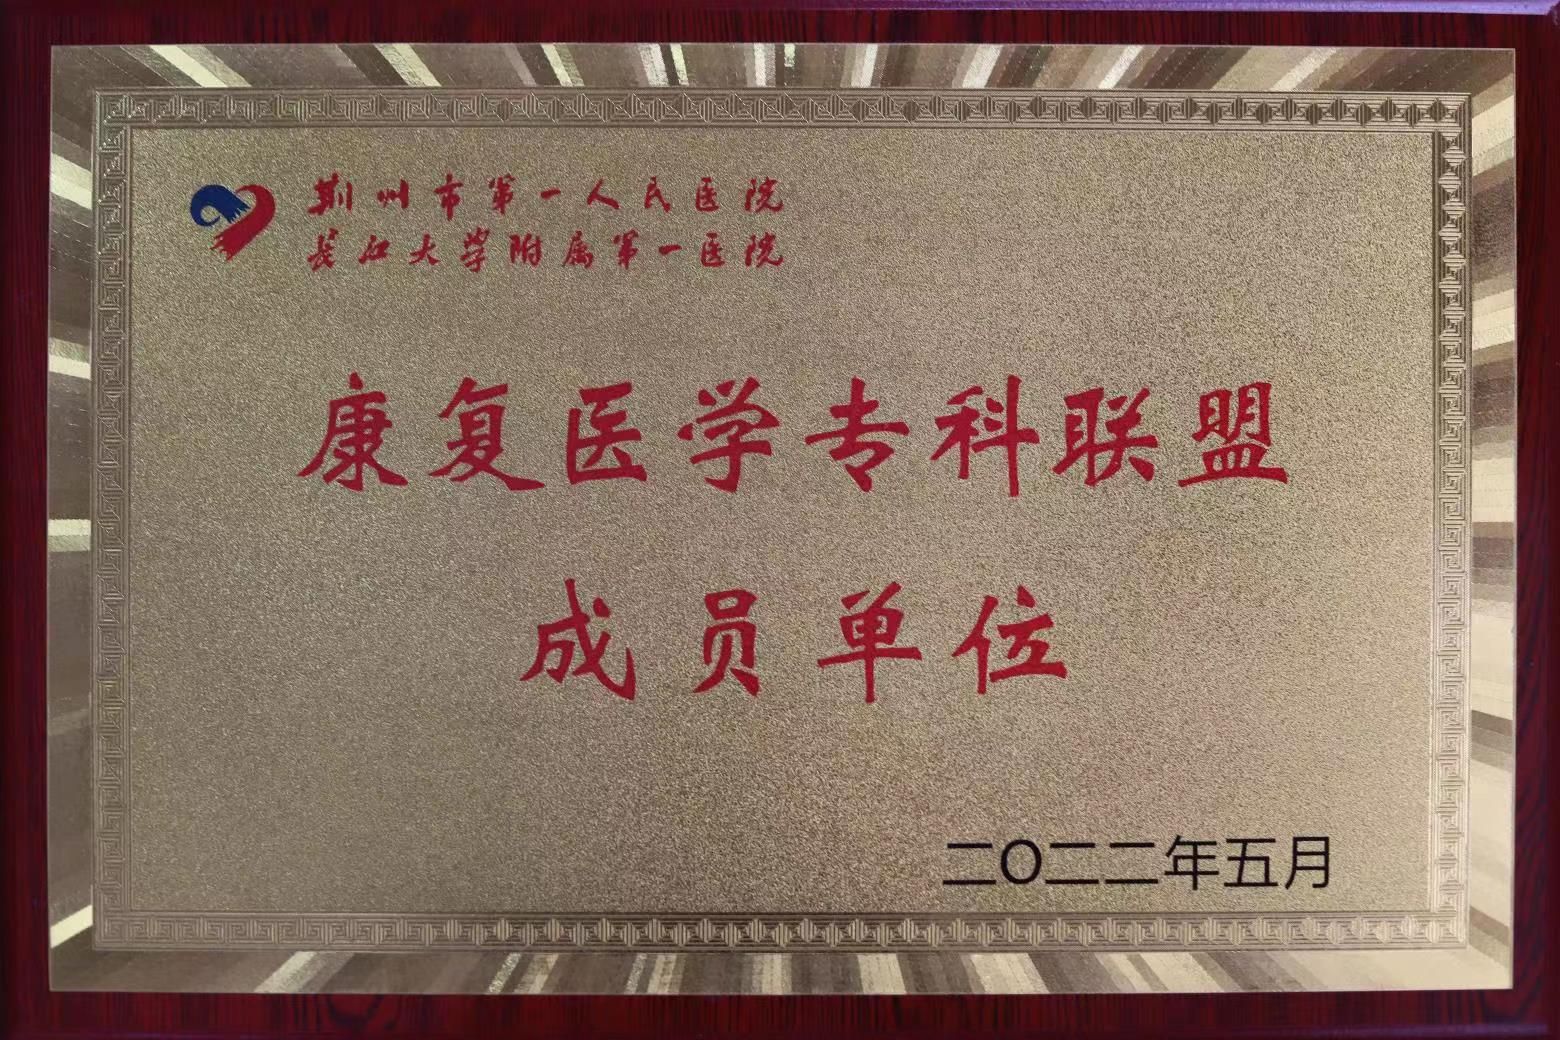 荆州市第一人民医院
长江大学附属第一医院
康复医学专科联盟
成员单位
二〇二二年五月